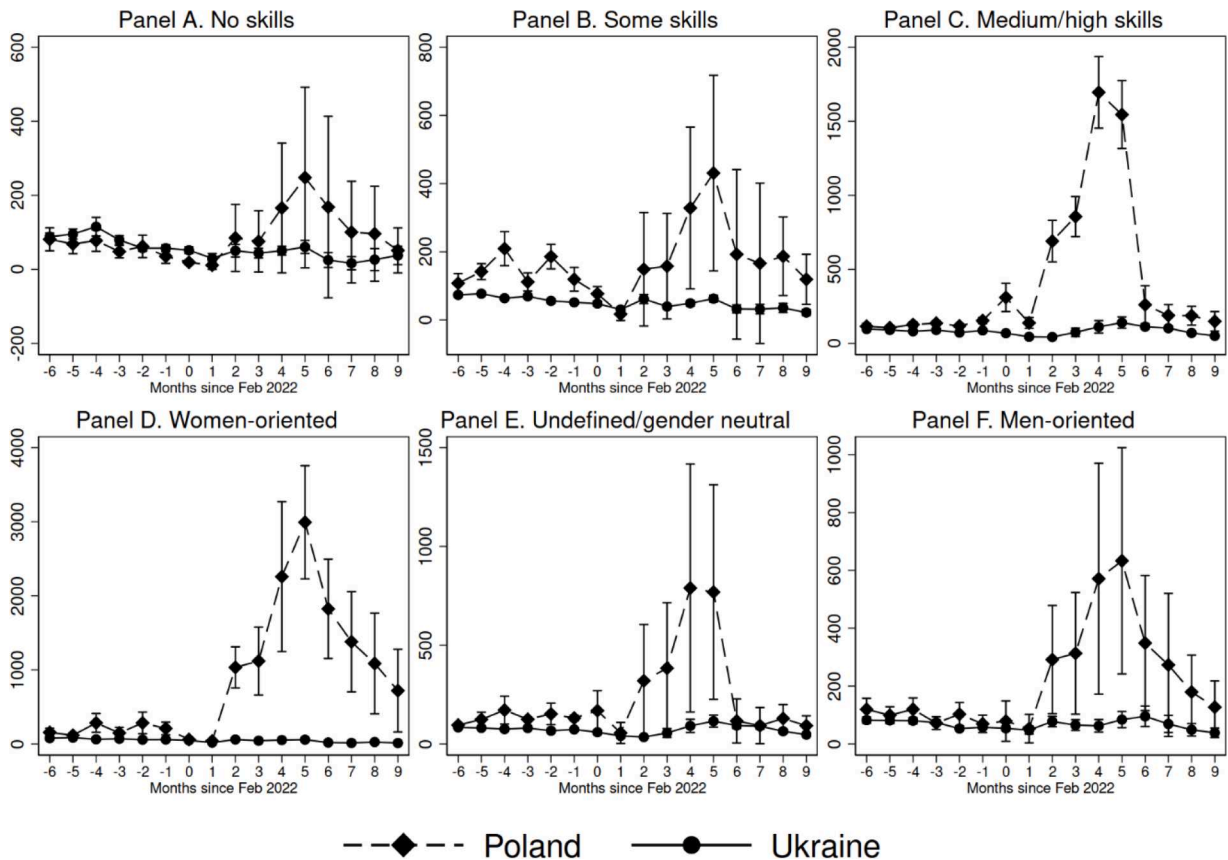 Panel A. No skills
600
400
200
0
-200
-6 -5 -4 -3 -2 -1 0 1 2 3 4 5 6 7 8 9
Months since Feb 2022
Panel B. Some skills
800
600
400
200
0
-6 -5 -4 -3 -2 -1 0 1 2 3 4 5 6 7 8 9
Months since Feb 2022
Panel C. Medium/high skills
2000
1500
1000
500
0
-6 -5 -4 -3 -2 -1 0 1 2 3 4 5 6 7 8 9
Months since Feb 2022
Panel D. Women-oriented
4000
3000
2000
1000
0
-6 -5 -4 -3 -2 -1 0 1 2 3 4 5 6 7 8 9
Months since Feb 2022
Panel E. Undefined/gender neutral
1500
1000
500
0
-6 -5 -4 -3 -2 -1 0 1 2 3 4 5 6 7 8 9
Months since Feb 2022
Panel F. Men-oriented
1000
800
600
400
200
0
-6 -5 -4 -3 -2 -1 0 1 2 3 4 5 6 7 8 9
Months since Feb 2022
Poland Ukraine